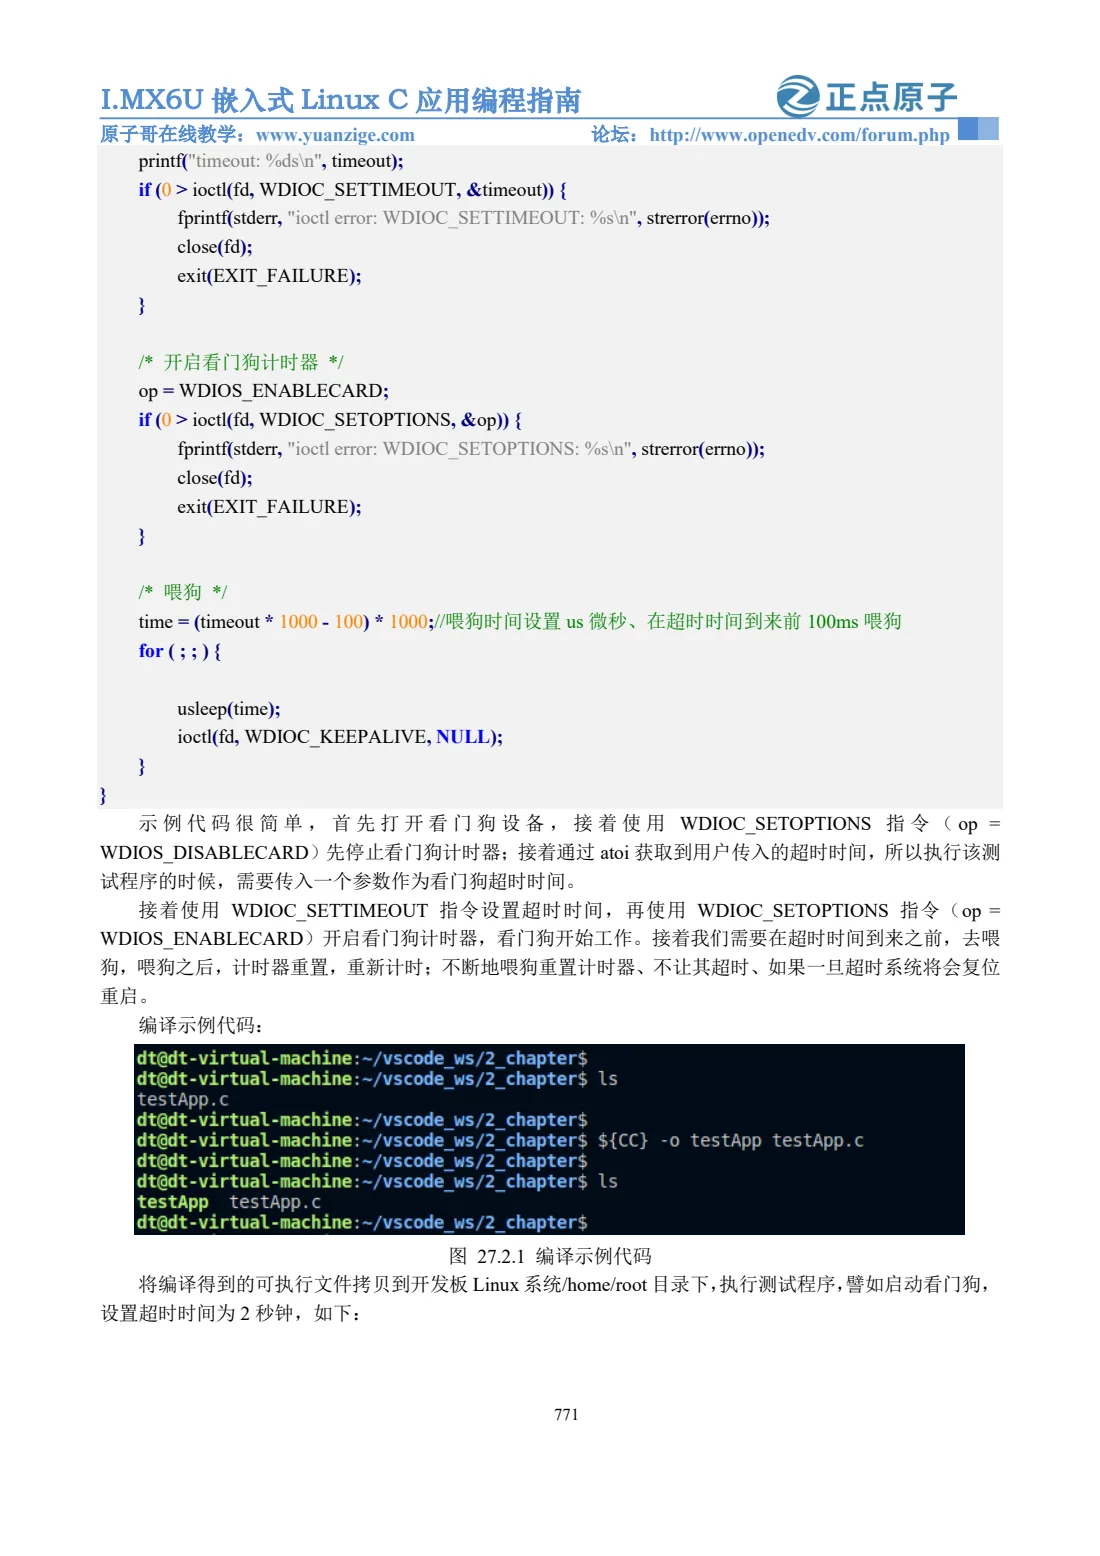 I.MX6U 嵌入式 Linux C 应用编程指南
正点原子
原子哥在线教学：www.yuanzige.com 论坛：http://www.openedv.com/forum.php
printf("timeout: %ds\n", timeout);
if (0 > ioctl(fd, WDIOC_SETTIMEOUT, &timeout)) {
fprintf(stderr, "ioctl error: WDIOC_SETTIMEOUT: %s\n", strerror(errno));
close(fd);
exit(EXIT_FAILURE);
}
/* 开启看门狗计时器 */
op = WDIOS_ENABLECARD;
if (0 > ioctl(fd, WDIOC_SETOPTIONS, &op)) {
fprintf(stderr, "ioctl error: WDIOC_SETOPTIONS: %s\n", strerror(errno));
close(fd);
exit(EXIT_FAILURE);
}
/* 喂狗 */
time = (timeout * 1000 - 100) * 1000;//喂狗时间设置 us 微秒、在超时时间到来前 100ms 喂狗
for ( ; ; ) {
usleep(time);
ioctl(fd, WDIOC_KEEPALIVE, NULL);
}
}
示例代码很简单，首先打开看门狗设备，接着使用 WDIOC_SETOPTIONS 指令（op =
WDIOS_DISABLECARD）先停止看门狗计时器；接着通过 atoi 获取到用户传入的超时时间，所以执行该测
试程序的时候，需要传入一个参数作为看门狗超时时间。
接着使用 WDIOC_SETTIMEOUT 指令设置超时时间，再使用 WDIOC_SETOPTIONS 指令（op =
WDIOS_ENABLECARD）开启看门狗计时器，看门狗开始工作。接着我们需要在超时时间到来之前，去喂
狗，喂狗之后，计时器重置，重新计时；不断地喂狗重置计时器、不让其超时、如果一旦超时系统将会复位
重启。
编译示例代码：
dt@dt-virtual-machine:~/vscode_ws/2_chapter$
dt@dt-virtual-machine:~/vscode_ws/2_chapter$ ls
testApp.c
dt@dt-virtual-machine:~/vscode_ws/2_chapter$
dt@dt-virtual-machine:~/vscode_ws/2_chapter$ ${CC} -o testApp testApp.c
dt@dt-virtual-machine:~/vscode_ws/2_chapter$
dt@dt-virtual-machine:~/vscode_ws/2_chapter$ ls
testApp testApp.c
dt@dt-virtual-machine:~/vscode_ws/2_chapter$
图 27.2.1 编译示例代码
将编译得到的可执行文件拷贝到开发板 Linux 系统/home/root 目录下，执行测试程序，譬如启动看门狗，
设置超时时间为 2 秒钟，如下：
771